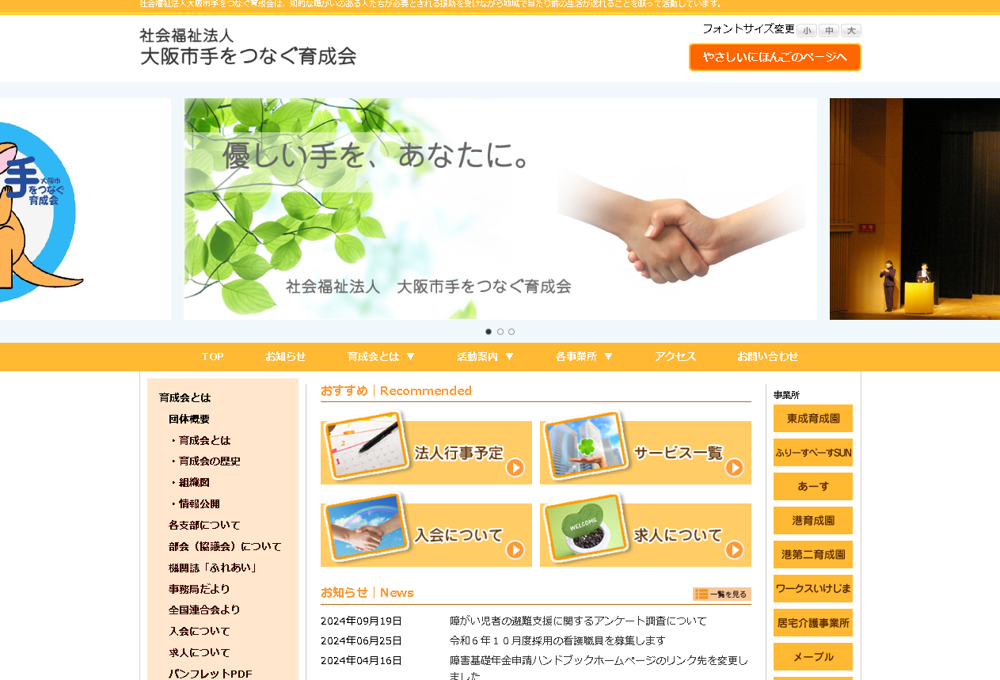 社会福祉法人大阪市手をつなぐ育成会は、知的な障がいのある人たちが必要とされる援助を受けながら地域で当たり前の生活が送れることを願って活動しています。
社会福祉法人
大阪市手をつなぐ育成会
フォントサイズ変更 小 中 大
やさしいにほんごのページへ
手
大阪市
をつなぐ
育成会
優しい手を、あなたに。
社会福祉法人 大阪市手をつなぐ育成会
TOP お知らせ 育成会とは ▼ 活動案内 ▼ 各事業所 ▼ アクセス お問い合わせ
育成会とは
団体概要
・育成会とは
・育成会の歴史
・組織図
・情報公開
各支部について
部会（協議会）について
機関誌「ふれあい」
事務局だより
全国連合会より
入会について
求人について
パンフレットPDF
おすすめ｜Recommended
法人行事予定
サービス一覧
入会について
WELCOME
求人について
お知らせ｜News
一覧を見る
2024年09月19日 障がい児者の避難支援に関するアンケート調査について
2024年06月25日 令和６年１０月度採用の看護職員を募集します
2024年04月16日 障害基礎年金申請ハンドブックホームページのリンク先を変更し
ました
事業所
東成育成園
ふりーすぺーすSUN
あーす
港育成園
港第二育成園
ワークスいけじま
居宅介護事業所
メープル